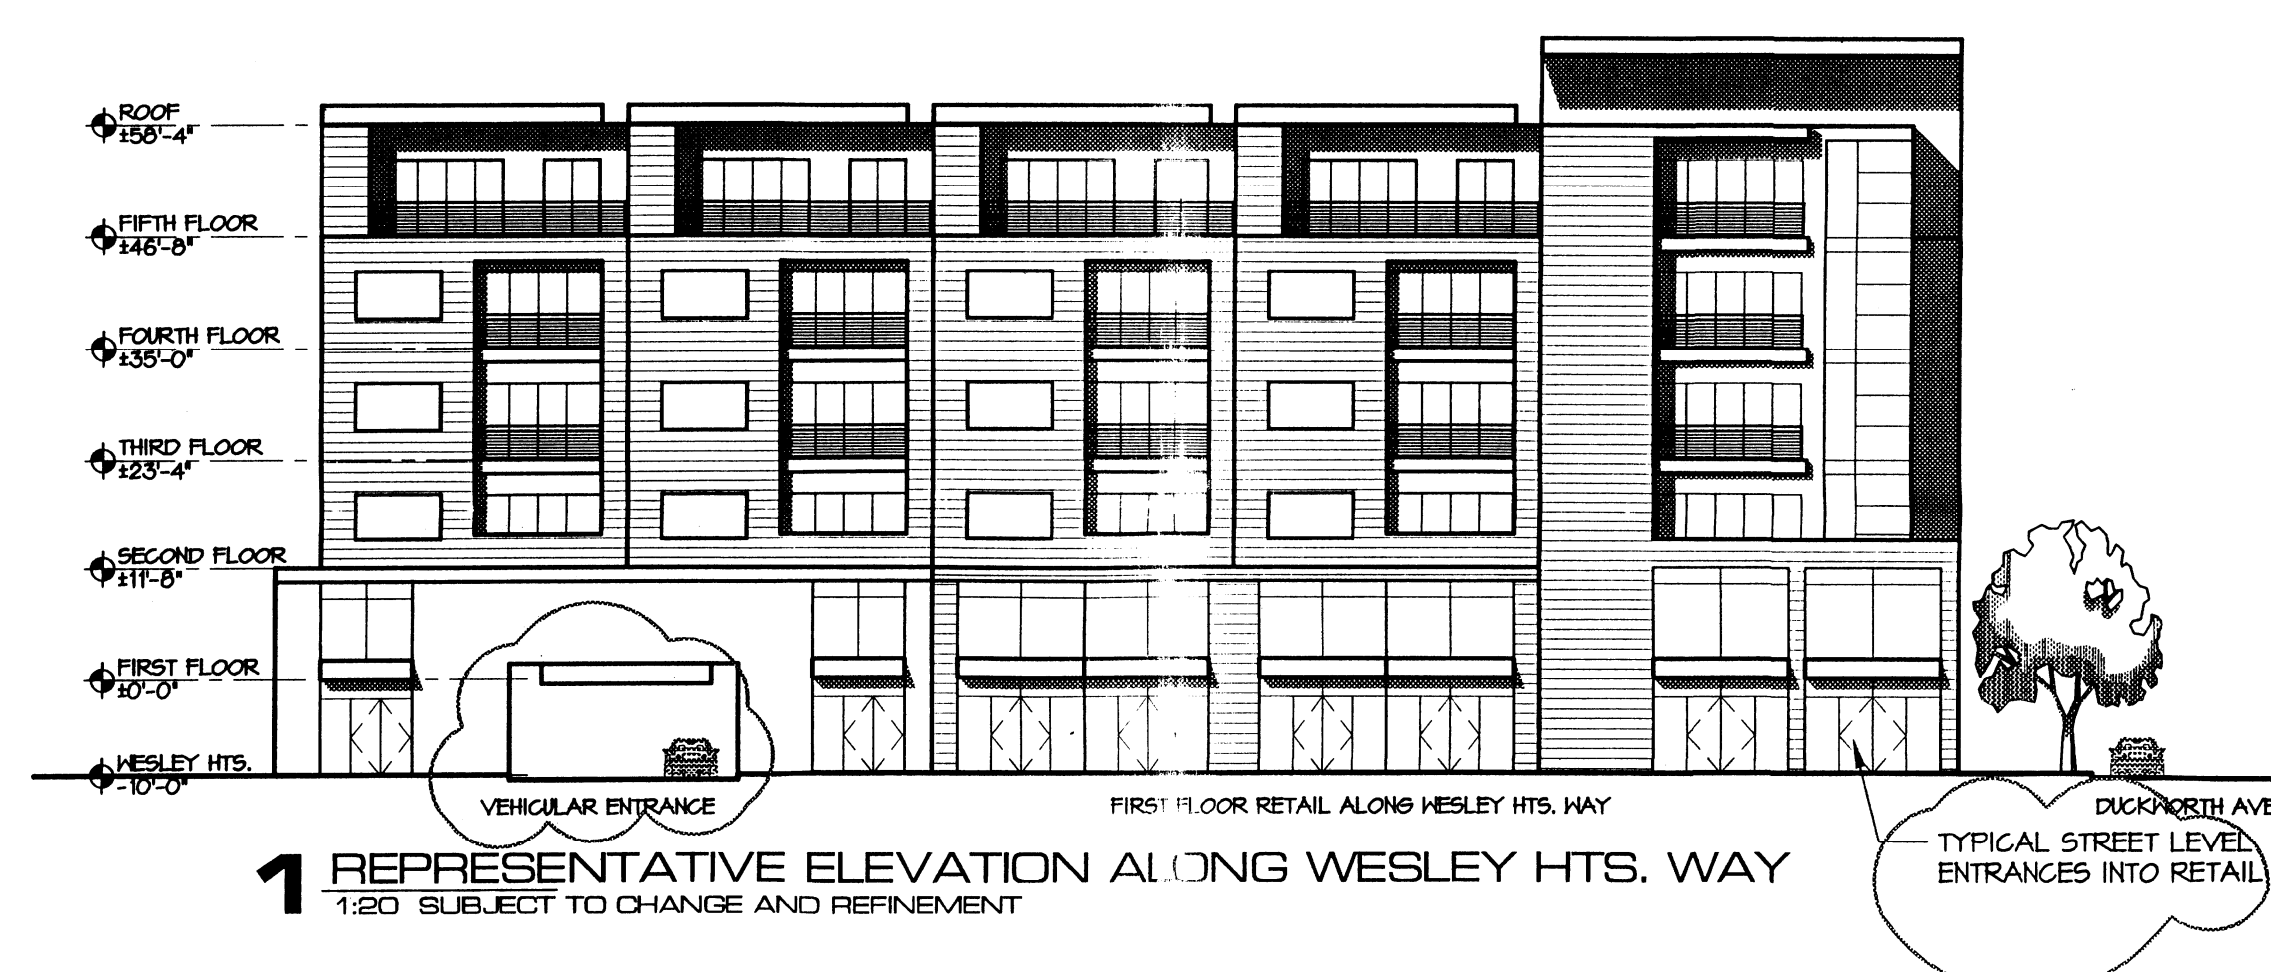 ROOF
±58'-4"
FIFTH FLOOR
±46'-8"
FOURTH FLOOR
±35'-0"
THIRD FLOOR
±23'-4"
SECOND FLOOR
±11'-8"
FIRST FLOOR
±0'-0"
WESLEY HTS.
-10'-0"
VEHICULAR ENTRANCE
FIRST FLOOR RETAIL ALONG WESLEY HTS. WAY
DUCKWORTH AVE
TYPICAL STREET LEVEL
ENTRANCES INTO RETAIL
1 REPRESENTATIVE ELEVATION ALONG WESLEY HTS. WAY
1:20 SUBJECT TO CHANGE AND REFINEMENT